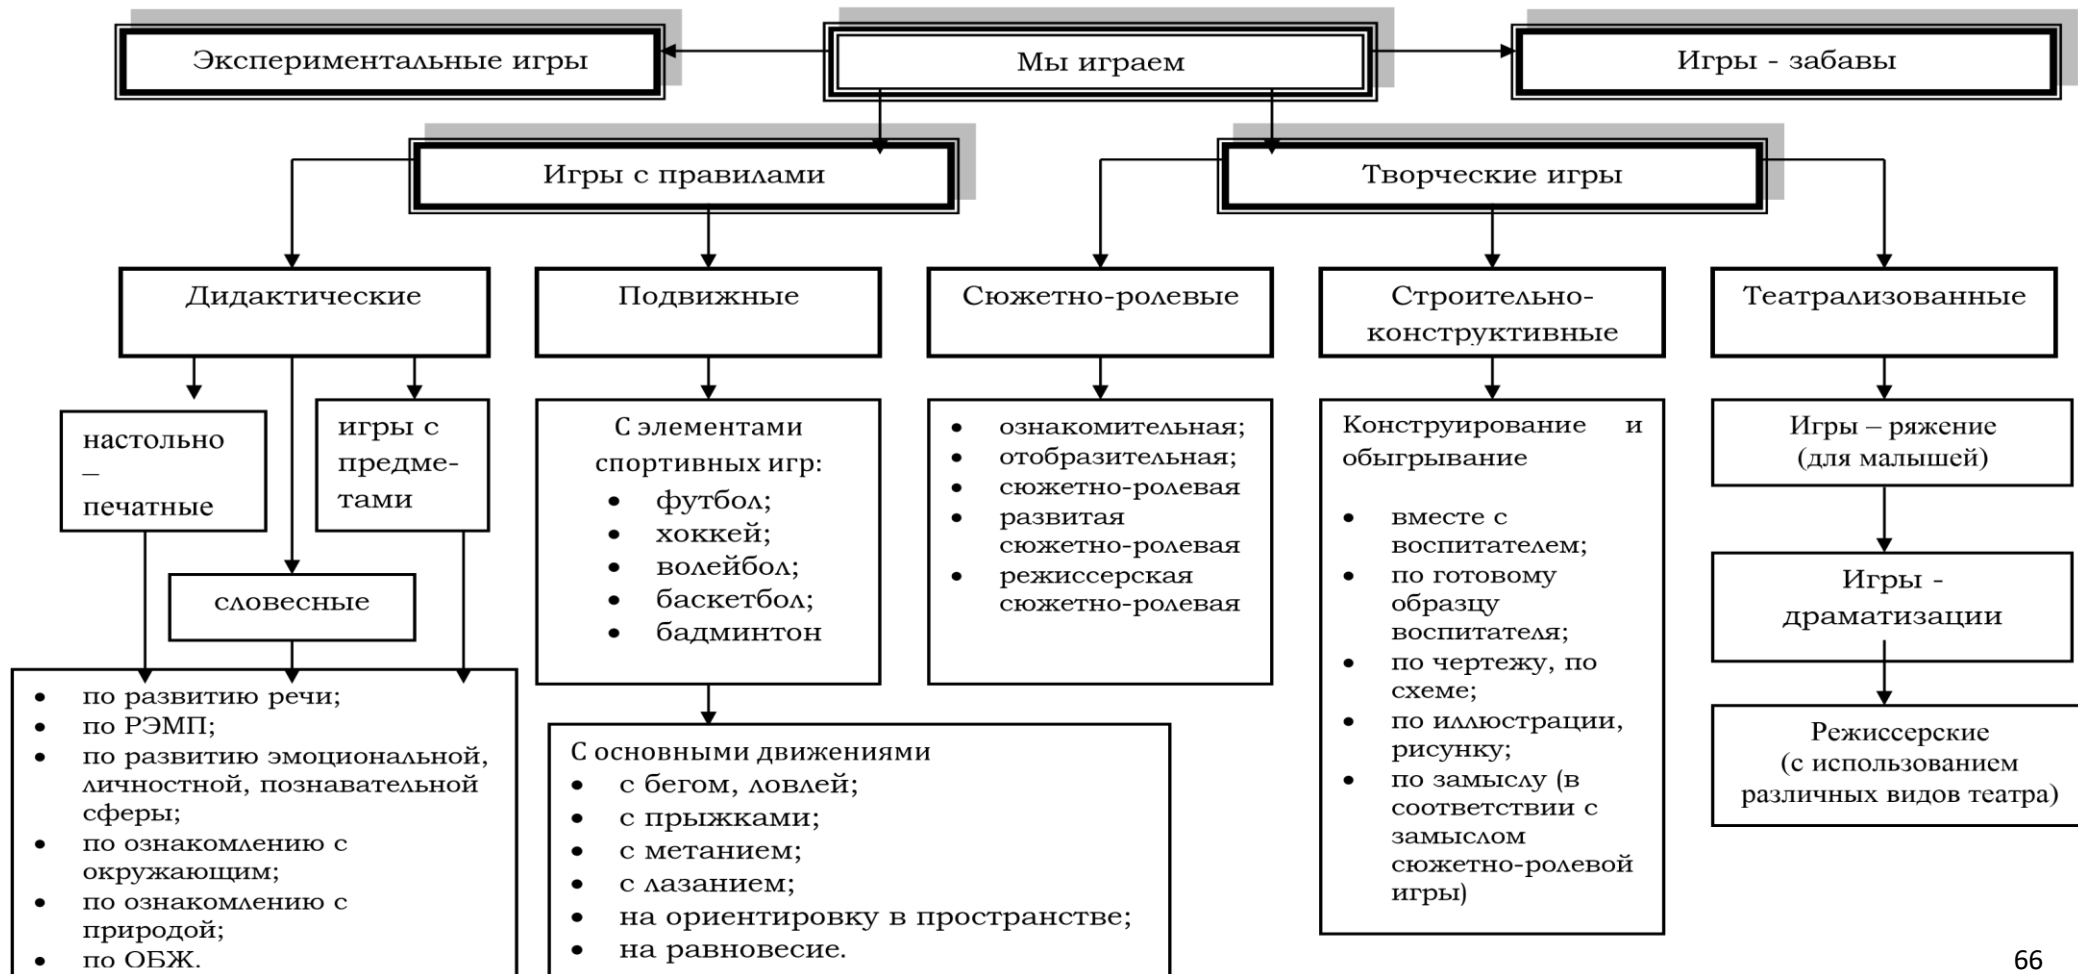 Экспериментальные игры
Мы играем
Игры - забавы
Игры с правилами
Творческие игры
Дидактические
Подвижные
Сюжетно-ролевые
Строительно-
конструктивные
Театрализованные
настольно
–
печатные
игры с
предме-
тами
словесные
• по развитию речи;
• по РЭМП;
• по развитию эмоциональной,
личностной, познавательной
сферы;
• по ознакомлению с
окружающим;
• по ознакомлению с
природой;
• по ОБЖ.
С элементами
спортивных игр:
• футбол;
• хоккей;
• волейбол;
• баскетбол;
• бадминтон
С основными движениями
• с бегом, ловлей;
• с прыжками;
• с метанием;
• с лазанием;
• на ориентировку в пространстве;
• на равновесие.
• ознакомительная;
• отобразительная;
• сюжетно-ролевая
• развитая
сюжетно-ролевая
• режиссерская
сюжетно-ролевая
Конструирование и
обыгрывание
• вместе с
воспитателем;
• по готовому
образцу
воспитателя;
• по чертежу, по
схеме;
• по иллюстрации,
рисунку;
• по замыслу (в
соответствии с
замыслом
сюжетно-ролевой
игры)
Игры – ряжение
(для малышей)
Игры -
драматизации
Режиссерские
(с использованием
различных видов театра)
66